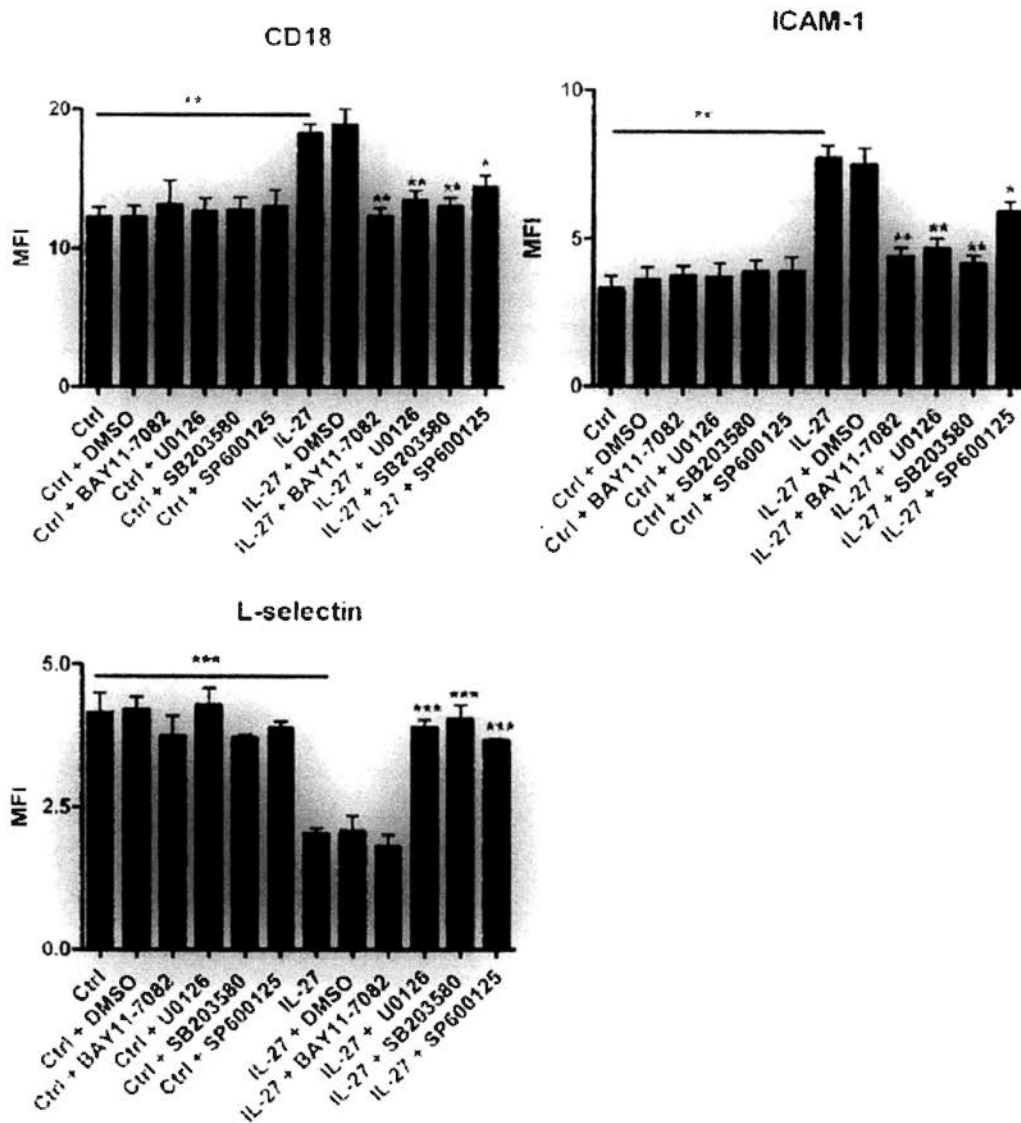 CD18
**
20
10
0
MFI
*
**
**
**
Ctrl
Ctrl + DMSO
Ctrl + BAY11-7082
Ctrl + U0126
Ctrl + SB203580
Ctrl + SP600125
IL-27
IL-27 + DMSO
IL-27 + BAY11-7082
IL-27 + U0126
IL-27 + SB203580
IL-27 + SP600125
ICAM-1
**
10
5
0
MFI
*
**
**
**
Ctrl
Ctrl + DMSO
Ctrl + BAY11-7082
Ctrl + U0126
Ctrl + SB203580
Ctrl + SP600125
IL-27
IL-27 + DMSO
IL-27 + BAY11-7082
IL-27 + U0126
IL-27 + SB203580
IL-27 + SP600125
L-selectin
***
5.0
2.5
0.0
MFI
***
***
***
Ctrl
Ctrl + DMSO
Ctrl + BAY11-7082
Ctrl + U0126
Ctrl + SB203580
Ctrl + SP600125
IL-27
IL-27 + DMSO
IL-27 + BAY11-7082
IL-27 + U0126
IL-27 + SB203580
IL-27 + SP600125